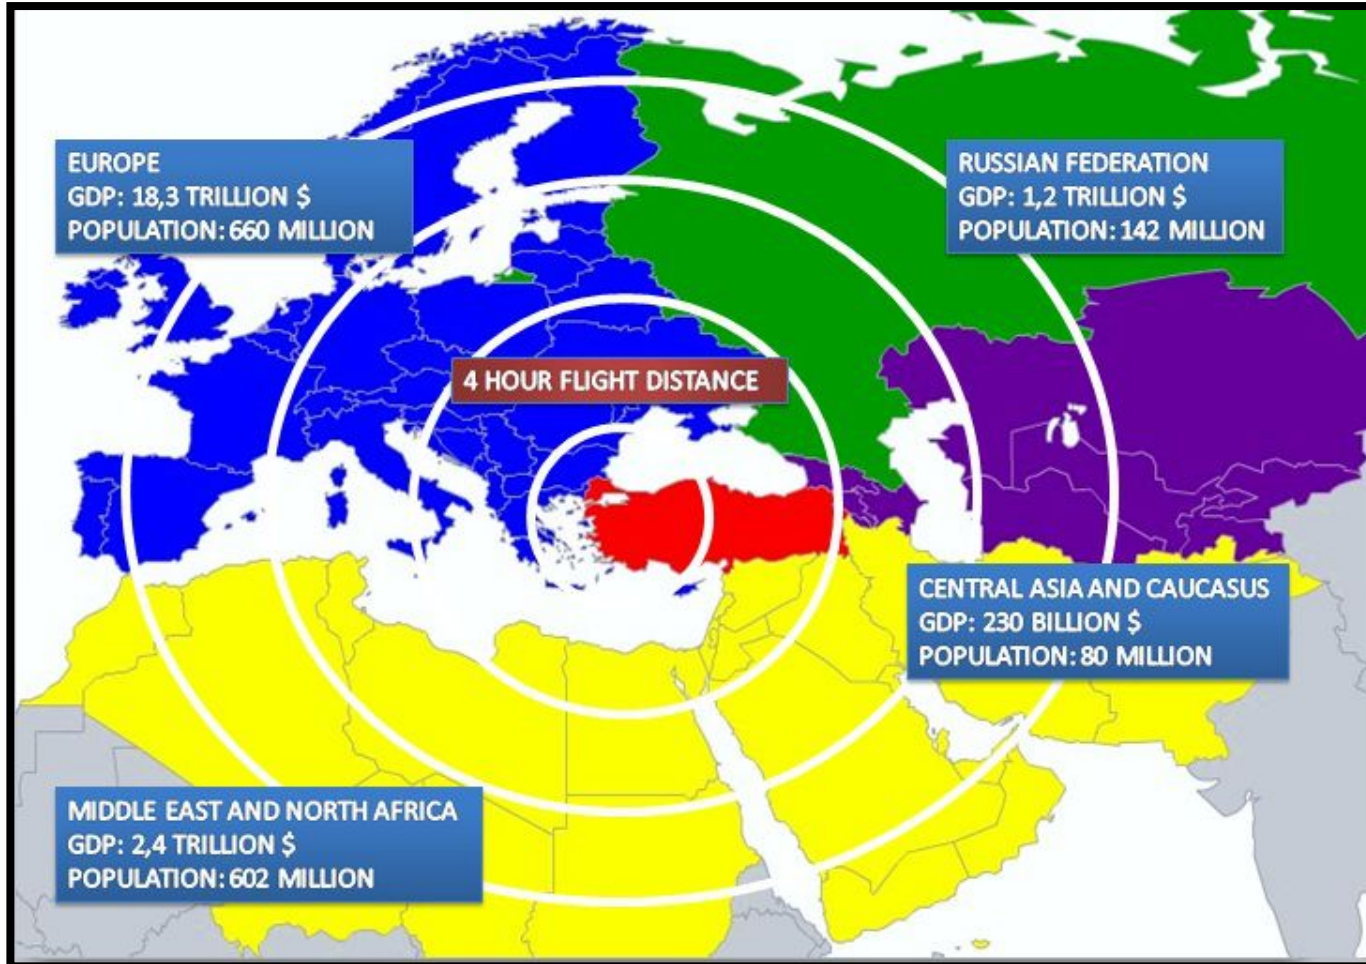 EUROPE
GDP: 18,3 TRILLION $
POPULATION: 660 MILLION
RUSSIAN FEDERATION
GDP: 1,2 TRILLION $
POPULATION: 142 MILLION
4 HOUR FLIGHT DISTANCE
CENTRAL ASIA AND CAUCASUS
GDP: 230 BILLION $
POPULATION: 80 MILLION
MIDDLE EAST AND NORTH AFRICA
GDP: 2,4 TRILLION $
POPULATION: 602 MILLION